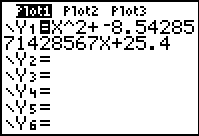 Plot1 Plot2 Plot3
\Y1=X^2+-8.54285
71428567X+25.4
\Y2=
\Y3=
\Y4=
\Y5=
\Y6=